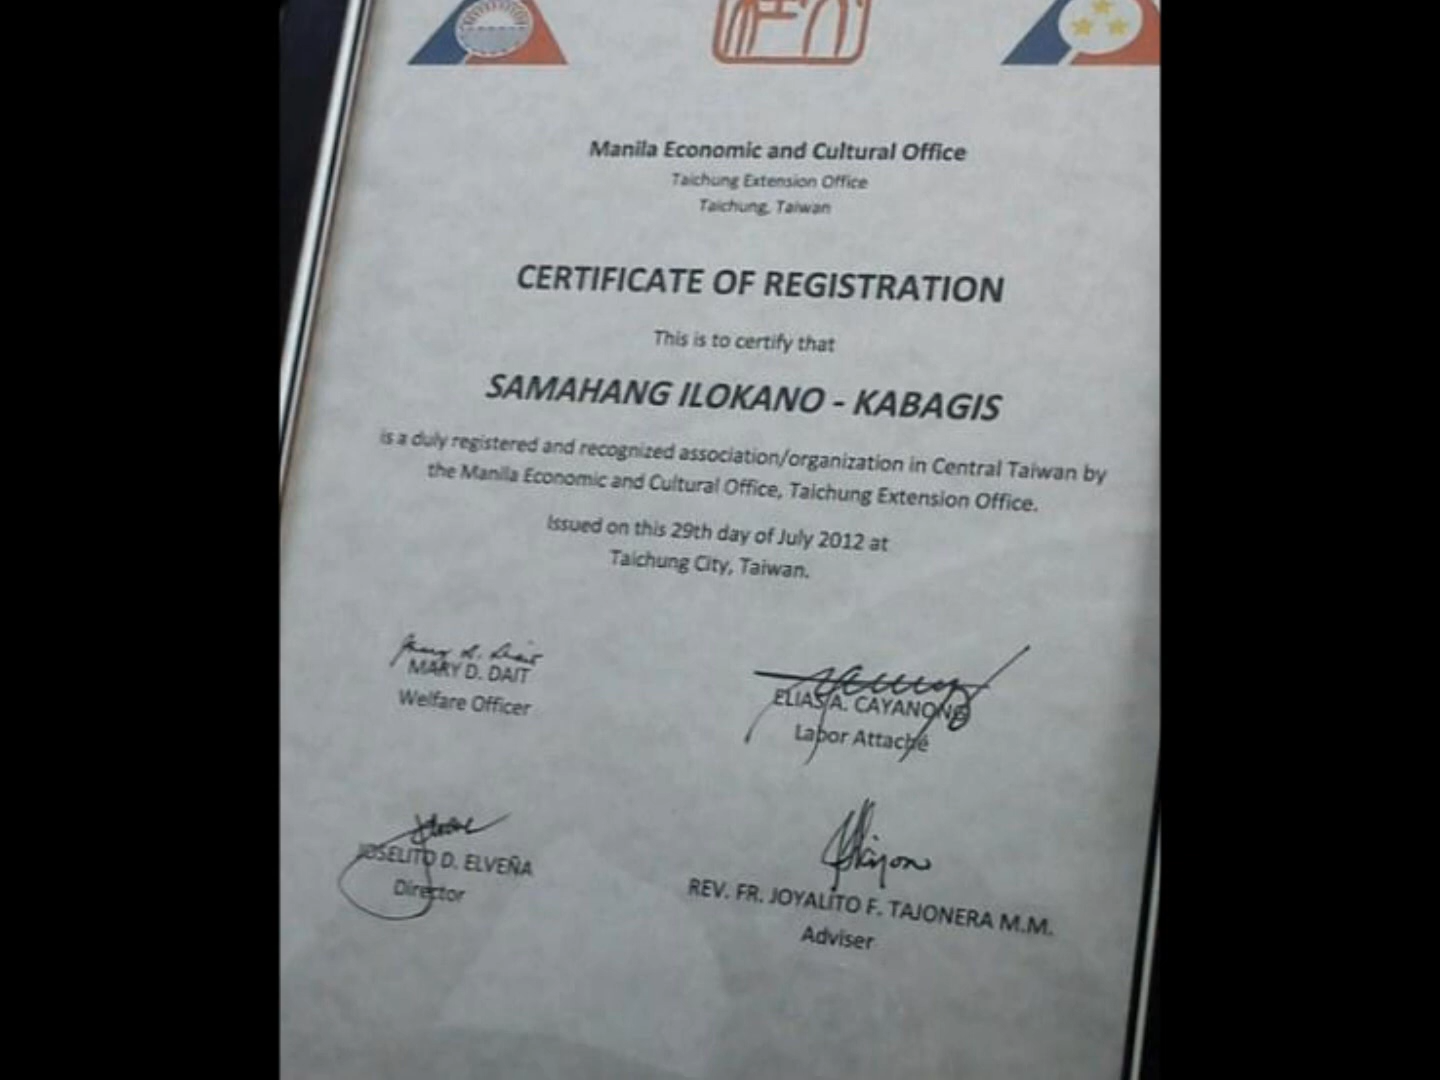 Manila Economic and Cultural Office
Taichung Extension Office
Taichung, Taiwan
CERTIFICATE OF REGISTRATION
This is to certify that
SAMAHANG ILOKANO - KABAGIS
is a duly registered and recognized association/organization in Central Taiwan by
the Manila Economic and Cultural Office, Taichung Extension Office.
Issued on this 29th day of July 2012 at
Taichung City, Taiwan.
MARY D. DAIT
Welfare Officer
ELIAS A. CAYANONG
Labor Attaché
JOSELITO D. ELVEÑA
Director
REV. FR. JOYALITO F. TAJONERA M.M.
Adviser